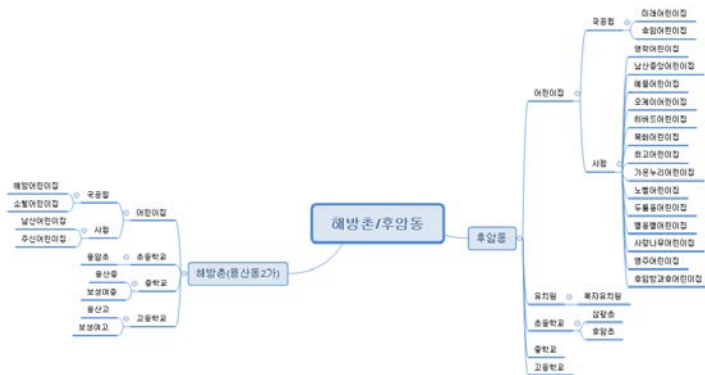 해방촌/후암동
해방촌(용산동2가)
어린이집
국공립
해방어린이집
소월어린이집
사립
남산어린이집
주신어린이집
초등학교
용암초
중학교
용산중
보성여중
고등학교
용산고
보성여고
후암동
어린이집
국공립
미래어린이집
후암어린이집
사립
영락어린이집
남산중앙어린이집
예뜰어린이집
오케이어린이집
하버드어린이집
목화어린이집
최고어린이집
가온누리어린이집
노벨어린이집
두툼움어린이집
별움별어린이집
사랑나무어린이집
영주어린이집
후암방과후어린이집
유치원
복자유치원
초등학교
삼광초
후암초
중학교
고등학교